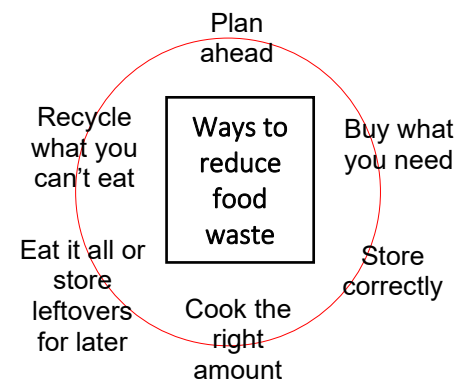 Plan
ahead
Ways to
reduce
food
waste
Buy what
you need
Store
correctly
Cook the
right
amount
Eat it all or
store
leftovers
for later
Recycle
what you
can't eat